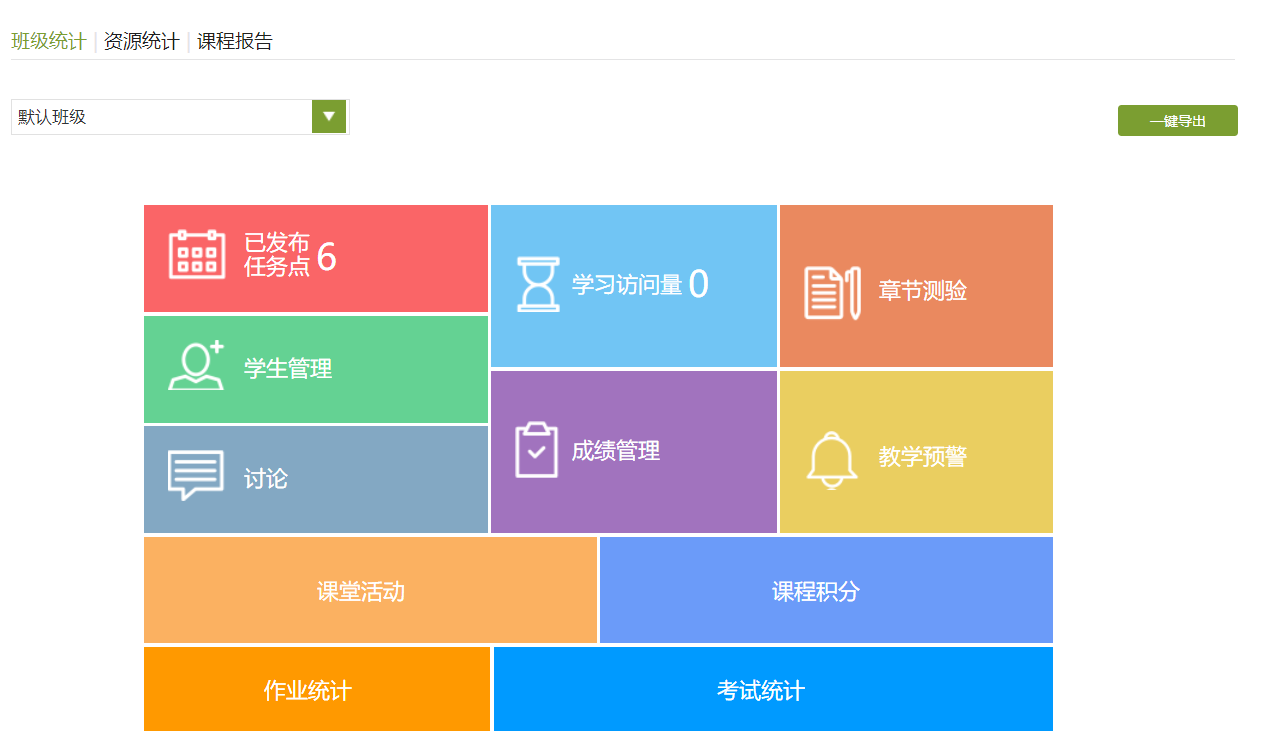 班级统计 | 资源统计 | 课程报告
默认班级
一键导出
已发布
任务点 6
学习访问量 0
章节测验
学生管理
成绩管理
教学预警
讨论
课堂活动
课程积分
作业统计
考试统计